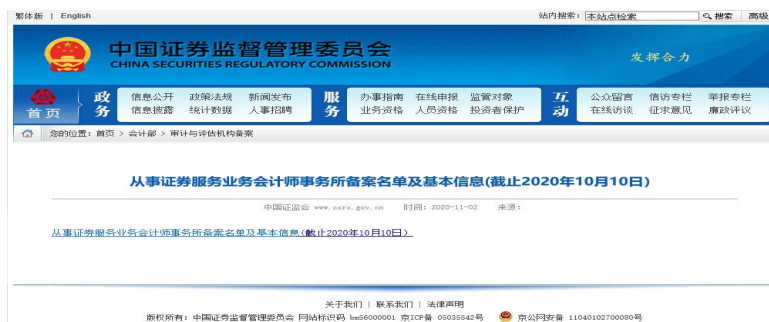 繁体版 | English 站内搜索: 本站点检索 搜索 高级
中国证券监督管理委员会
CHINA SECURITIES REGULATORY COMMISSION
发挥合力
首页 政务 信息公开 政策法规 新闻发布 服务 办事指南 在线申报 监管对象 互动 公众留言 信访专栏 举报专栏
信息披露 统计数据 人事招聘 业务资格 人员资格 投资者保护 在线访谈 征求意见 廉政评议
您的位置: 首页 > 会计部 > 审计与评估机构备案
从事证券服务业务会计师事务所备案名单及基本信息(截止2020年10月10日)
中国证监会 www.csrc.gov.cn 时间: 2020-11-02 来源:
从事证券服务业务会计师事务所备案名单及基本信息(截止2020年10月10日)
关于我们 | 联系我们 | 法律声明
版权所有: 中国证券监督管理委员会 网站标识码 bm56000001 京ICP备 05035542号 京公网安备 11040102700080号